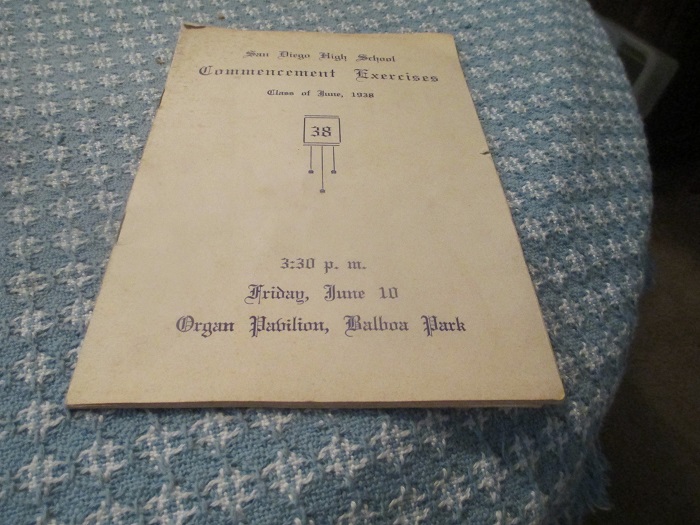 San Diego High School
Commencement Exercises
Class of June, 1938
38
3:30 p. m.
Friday, June 10
Organ Pavilion, Balboa Park